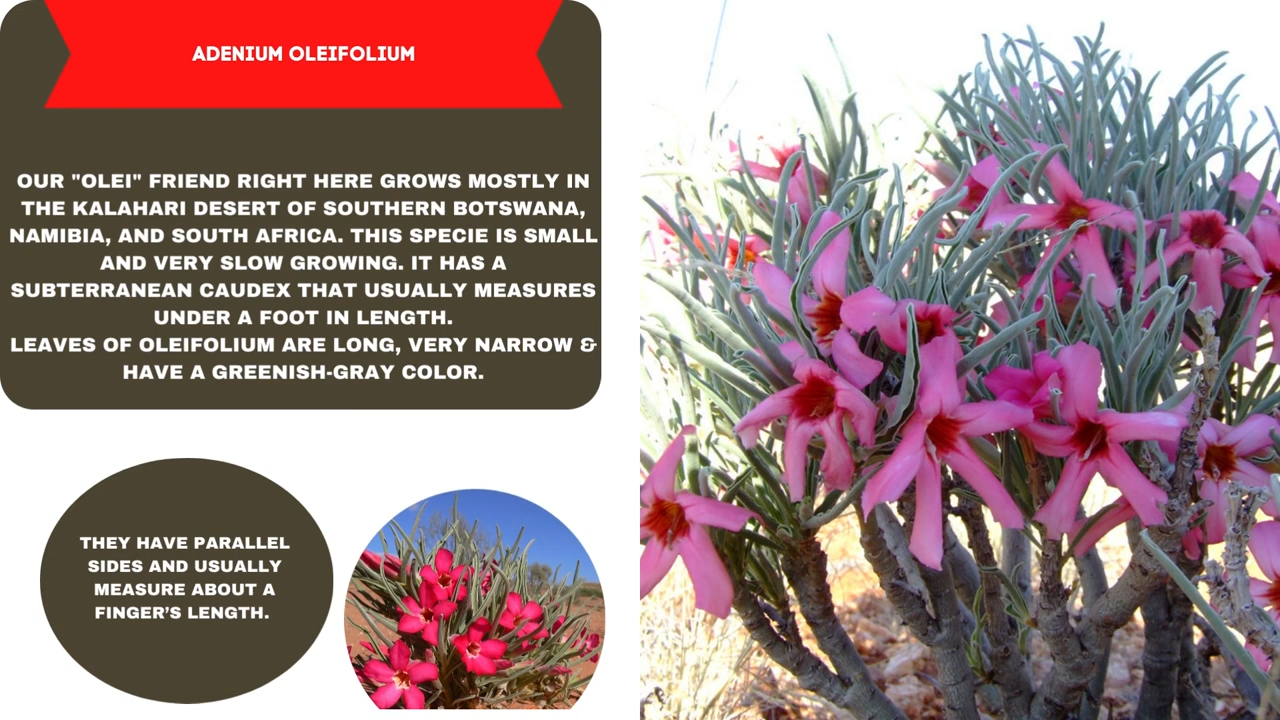 ADENIUM OLEIFOLIUM
OUR "OLEI" FRIEND RIGHT HERE GROWS MOSTLY IN
THE KALAHARI DESERT OF SOUTHERN BOTSWANA,
NAMIBIA, AND SOUTH AFRICA. THIS SPECIE IS SMALL
AND VERY SLOW GROWING. IT HAS A
SUBTERRANEAN CAUDEX THAT USUALLY MEASURES
UNDER A FOOT IN LENGTH.
LEAVES OF OLEIFOLIUM ARE LONG, VERY NARROW &
HAVE A GREENISH-GRAY COLOR.
THEY HAVE PARALLEL
SIDES AND USUALLY
MEASURE ABOUT A
FINGER’S LENGTH.